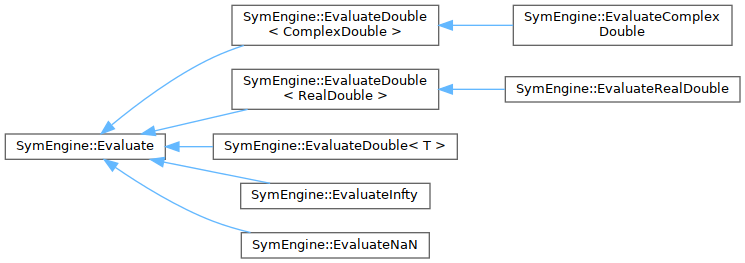 SymEngine::EvaluateDouble
< ComplexDouble >
SymEngine::EvaluateComplex
Double
SymEngine::EvaluateDouble
< RealDouble >
SymEngine::EvaluateRealDouble
SymEngine::Evaluate
SymEngine::EvaluateDouble< T >
SymEngine::EvaluateInfty
SymEngine::EvaluateNaN